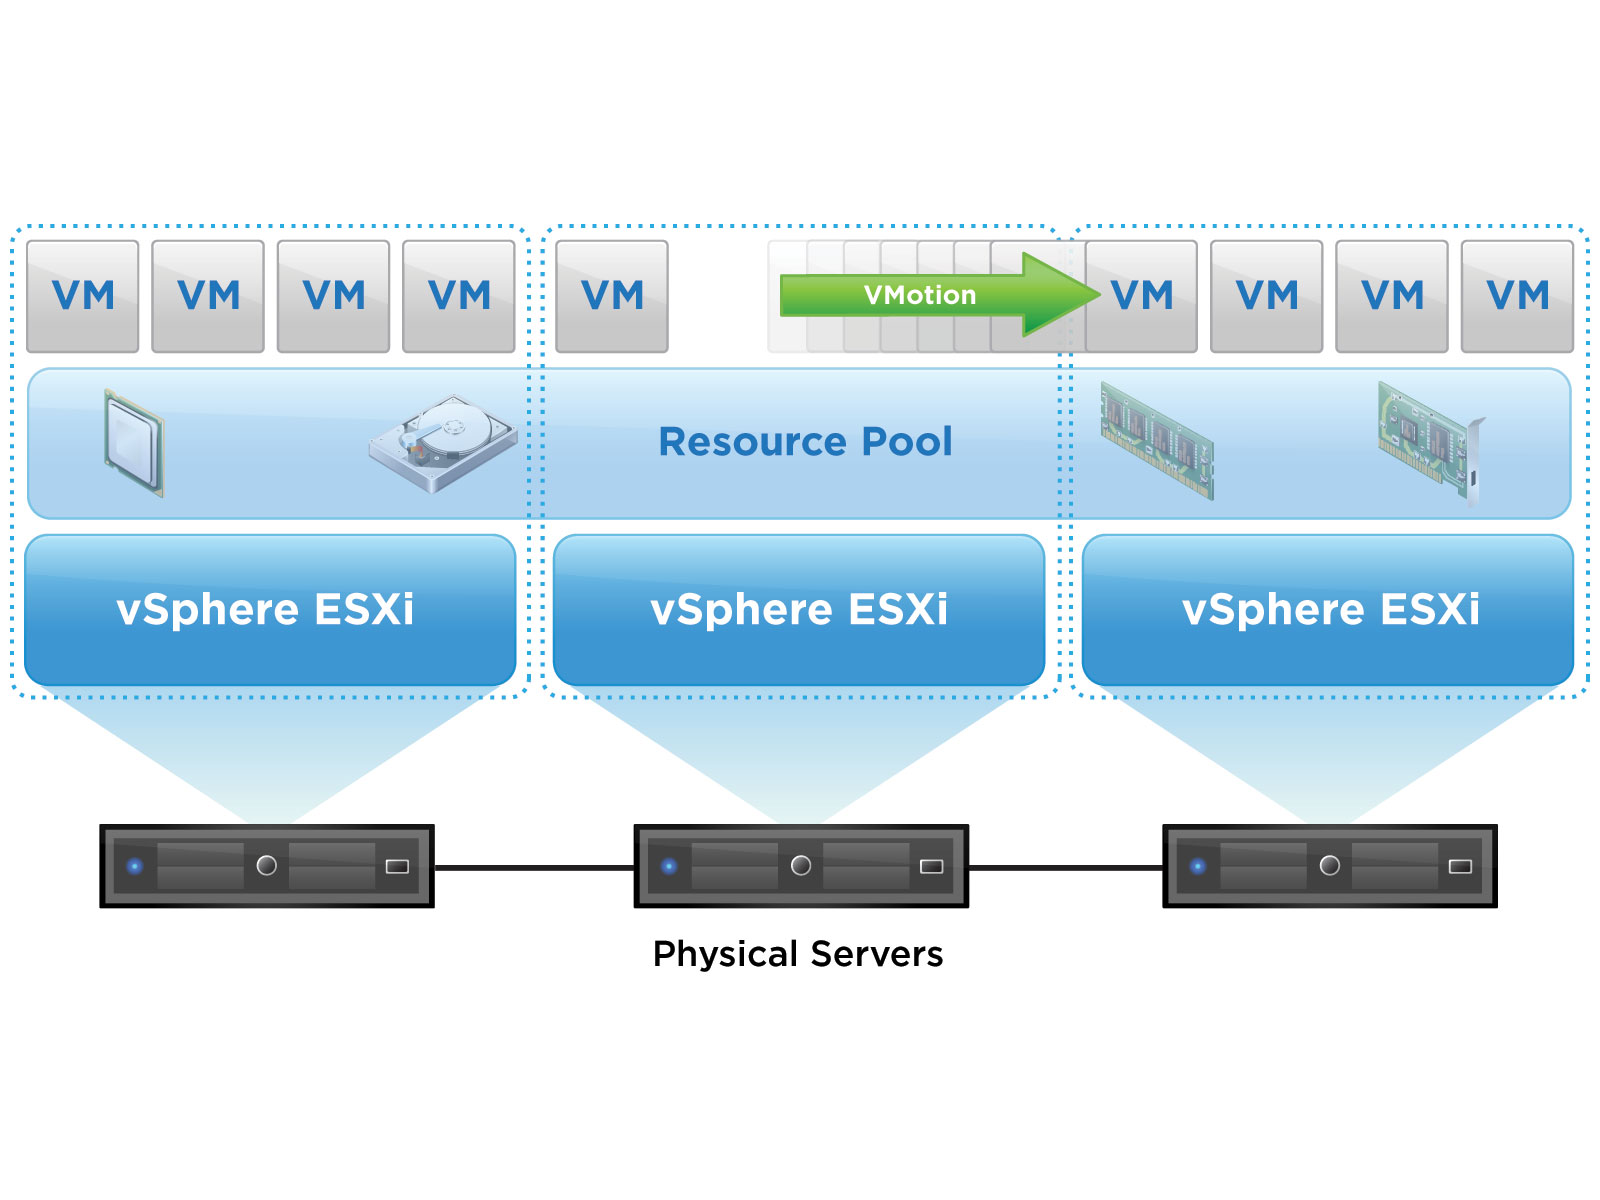 VM VM VM VM VM VMotion VM VM VM VM
Resource Pool
vSphere ESXi vSphere ESXi vSphere ESXi
Physical Servers